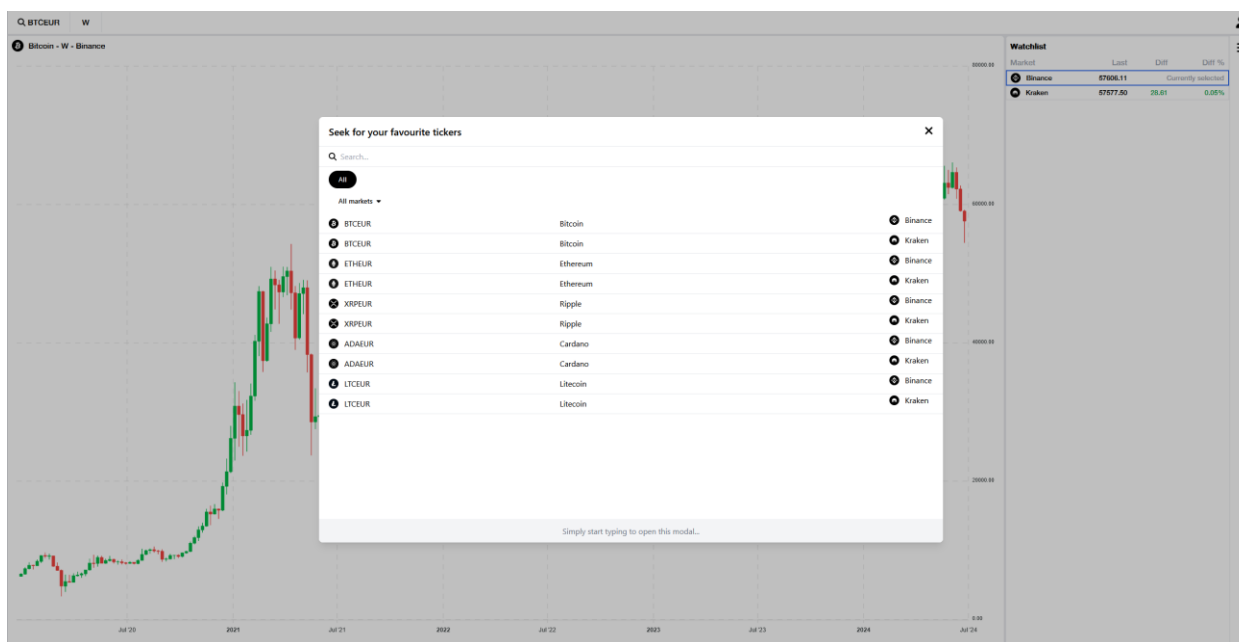 BTCEUR W
Bitcoin - W - Binance
Watchlist
Market Last Diff Diff %
Binance 57606.11 Currently selected
Kraken 57577.50 28.61 0.05%
80000.00
60000.00
40000.00
20000.00
0.00
Seek for your favourite tickers
Search...
All
All markets
BTCEUR Bitcoin Binance
BTCEUR Bitcoin Kraken
ETHEUR Ethereum Binance
ETHEUR Ethereum Kraken
XRPEUR Ripple Binance
XRPEUR Ripple Kraken
ADAEUR Cardano Binance
ADAEUR Cardano Kraken
LTCEUR Litecoin Binance
LTCEUR Litecoin Kraken
Simply start typing to open this modal...
Jul '20 2021 Jul '21 2022 Jul '22 2023 Jul '23 2024 Jul '24